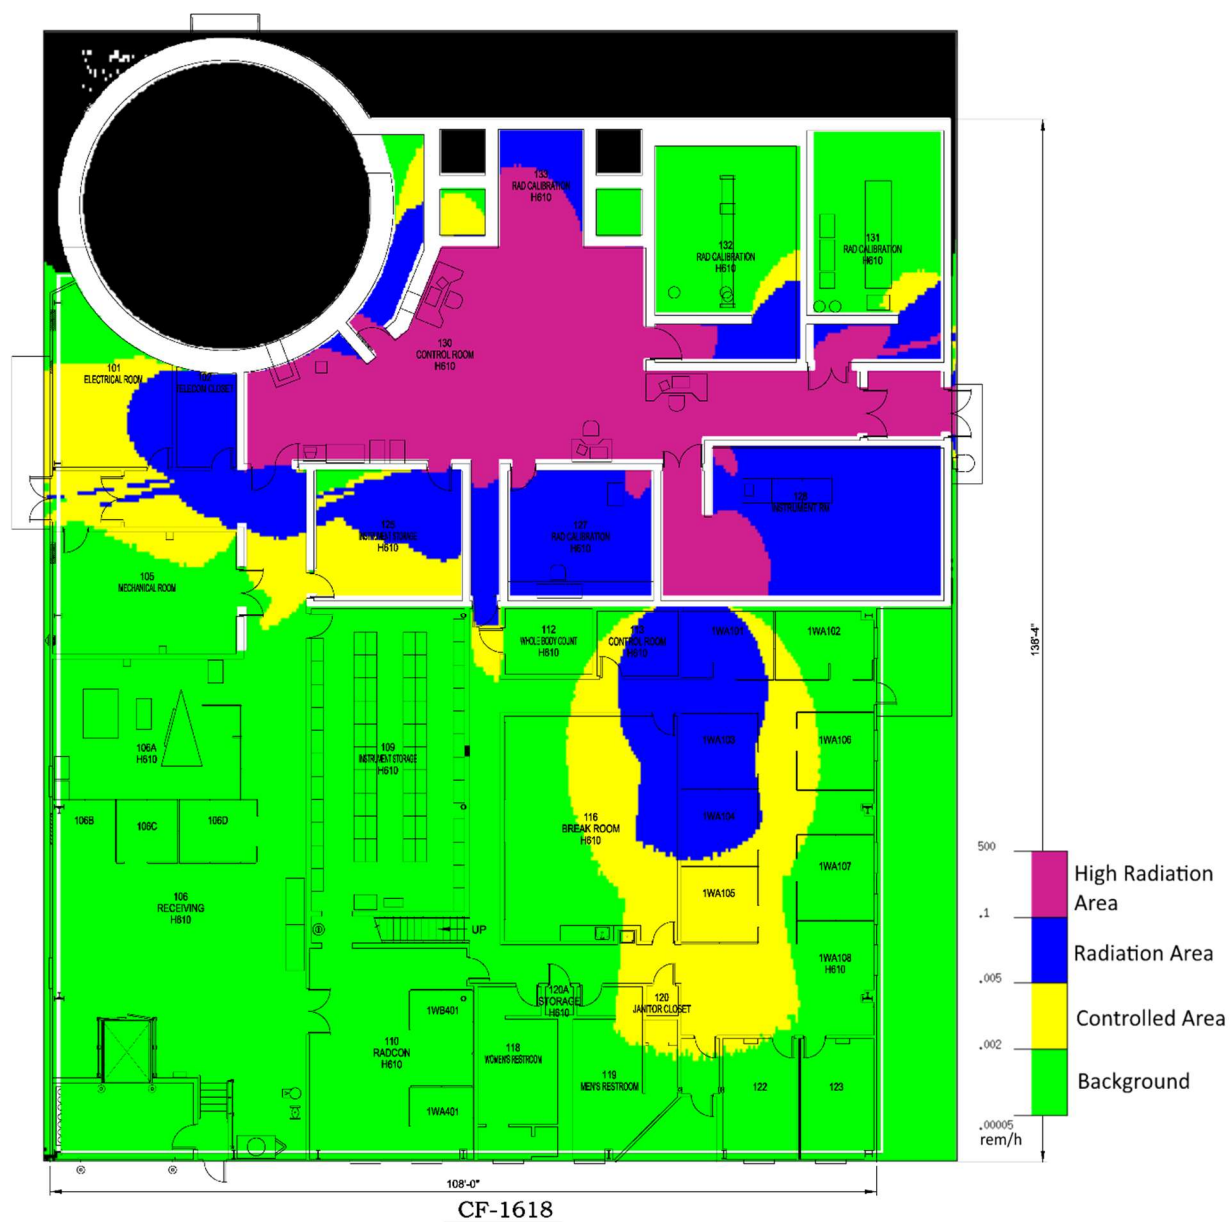 133
RAD CALIBRATION
H610
132
RAD CALIBRATION
H610
131
RAD CALIBRATION
H610
130
CONTROL ROOM
H610
101
ELECTRICAL ROOM
102
TELECOM CLOSET
126
INSTRUMENT STORAGE
H610
127
RAD CALIBRATION
H610
INSTRUMENT RM
105
MECHANICAL ROOM
112
WHOLE BODY COUNT
H610
CONTROL ROOM
H610
1WA101
1WA102
138'-4"
106A
H610
109
INSTRUMENT STORAGE
H610
1WA103
1WA106
106B
106C
106D
116
BREAK ROOM
H610
1WA104
1WA107
1WA105
106
RECEIVING
H610
UP
1WA108
H610
120A
STORAGE
H610
120
JANITOR CLOSET
1WB401
110
RADCON
H610
118
WOMEN'S RESTROOM
119
MEN'S RESTROOM
122
123
1WA401
500
High Radiation
Area
.1
Radiation Area
.005
Controlled Area
.002
Background
.00005
rem/h
108'-0"
CF-1618